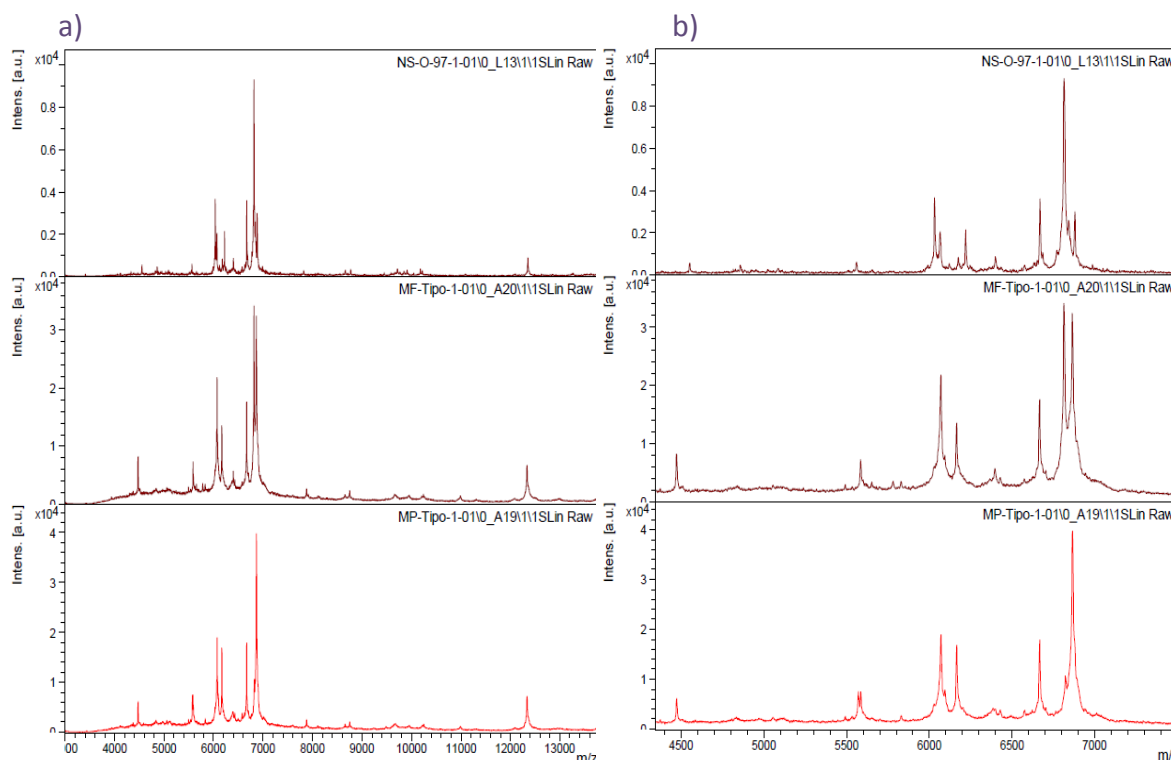 a)
x10⁴
Intens. [a.u.]
NS-O-97-1-01\0_L13\1\1SLin Raw
0.8
0.6
0.4
0.2
0.0
x10⁴
Intens. [a.u.]
MF-Tipo-1-01\0_A20\1\1SLin Raw
3
2
1
0
x10⁴
Intens. [a.u.]
MP-Tipo-1-01\0_A19\1\1SLin Raw
4
3
2
1
0
00 4000 5000 6000 7000 8000 9000 10000 11000 12000 13000
m/z
b)
x10⁴
Intens. [a.u.]
NS-O-97-1-01\0_L13\1\1SLin Raw
0.8
0.6
0.4
0.2
0.0
x10⁴
Intens. [a.u.]
MF-Tipo-1-01\0_A20\1\1SLin Raw
3
2
1
0
x10⁴
Intens. [a.u.]
MP-Tipo-1-01\0_A19\1\1SLin Raw
4
3
2
1
0
4500 5000 5500 6000 6500 7000
m/